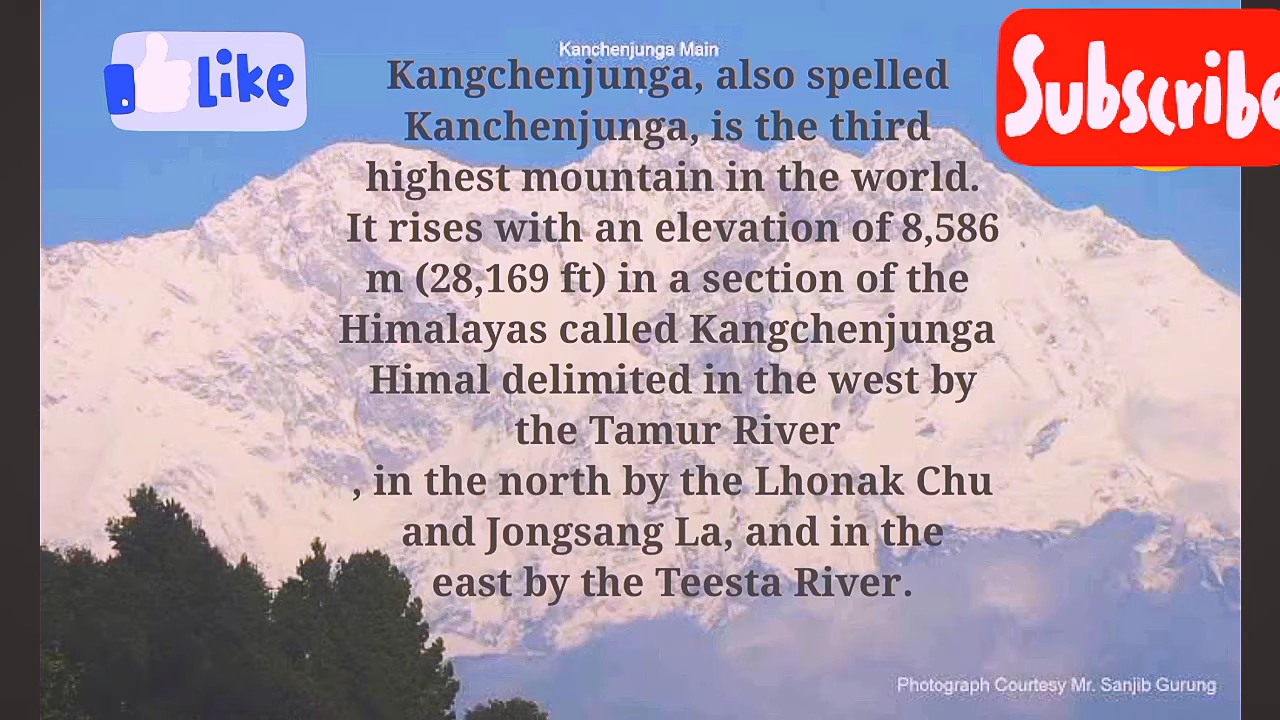 Like
Kanchenjunga Main
Subscribe
Kangchenjunga, also spelled
Kanchenjunga, is the third
highest mountain in the world.
It rises with an elevation of 8,586
m (28,169 ft) in a section of the
Himalayas called Kangchenjunga
Himal delimited in the west by
the Tamur River
, in the north by the Lhonak Chu
and Jongsang La, and in the
east by the Teesta River.
Photograph Courtesy Mr. Sanjib Gurung